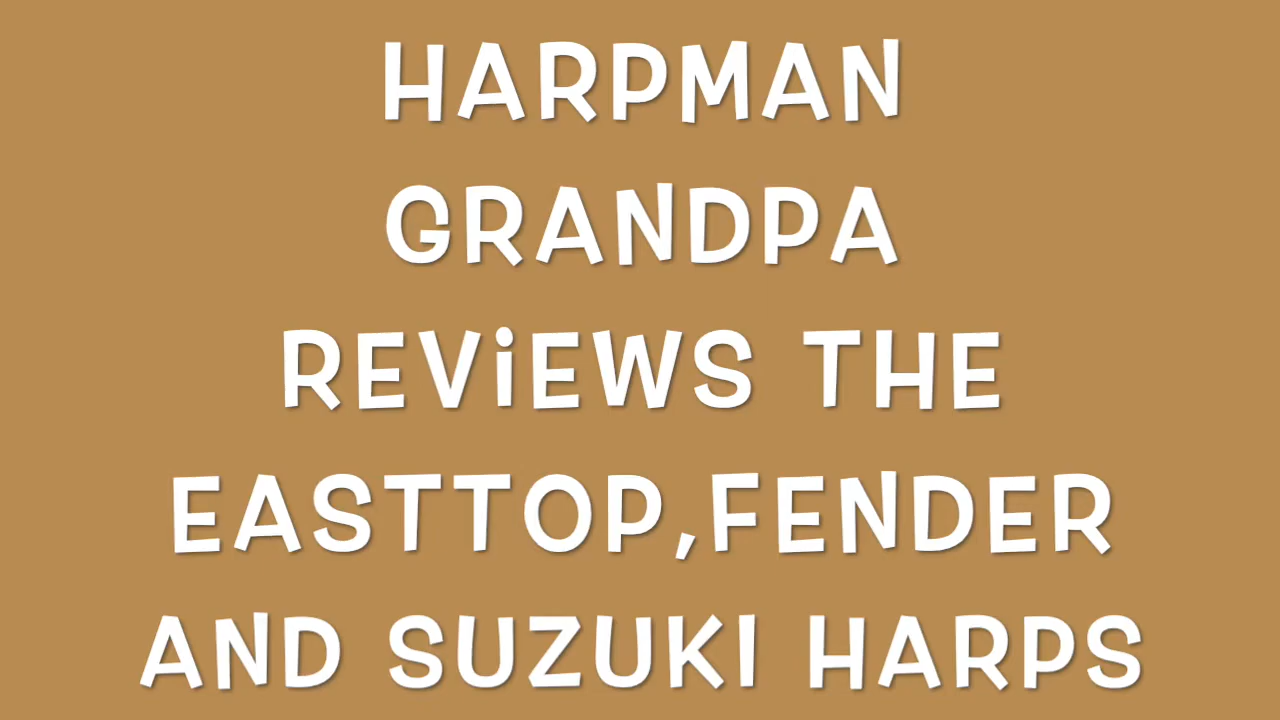 HARPMAN
GRANDPA
REViEWS THE
EASTTOP,FENDER
AND SUZUKI HARPS